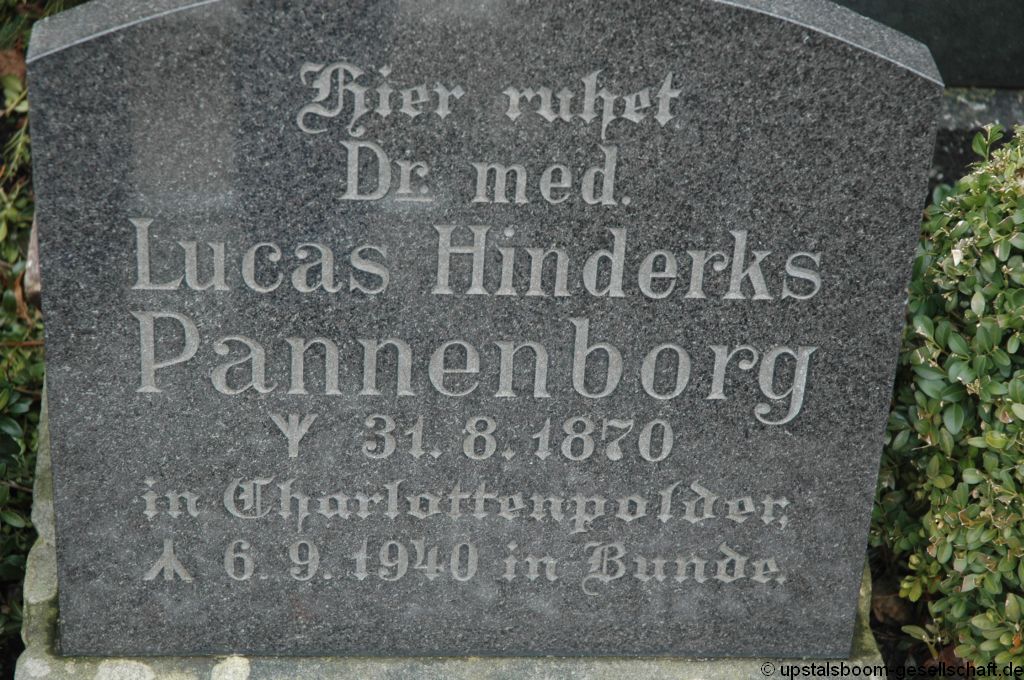 Hier ruhet
Dr. med.
Lucas Hinderks
Pannenborg
ᛉ 31.8.1870
in Charlottenpolder,
ᛦ 6.9.1940 in Bunde.
© upstalsboom-gesellschaft.de